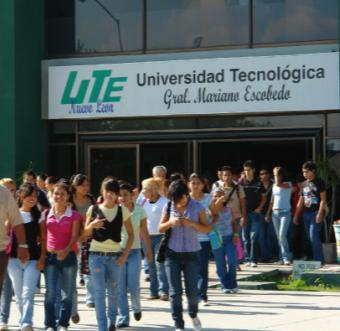 UTE
Nuevo León
Universidad Tecnológica
Gral. Mariano Escobedo